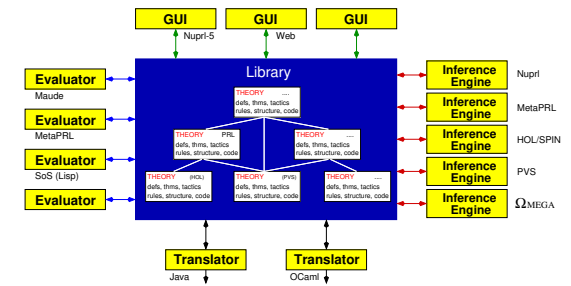 GUI
GUI
GUI
Nuprl-5
Web
Library
Evaluator
Maude
Evaluator
MetaPRL
Evaluator
SoS (Lisp)
Evaluator
THEORY ....
defs, thms, tactics
rules, structure, code
THEORY PRL
defs, thms, tactics
rules, structure, code
THEORY ....
defs, thms, tactics
rules, structure, code
THEORY (HOL)
defs, thms, tactics
rules, structure, code
THEORY (PVS)
defs, thms, tactics
rules, structure, code
THEORY ....
defs, thms, tactics
rules, structure, code
Inference
Engine
Nuprl
Inference
Engine
MetaPRL
Inference
Engine
HOL/SPIN
Inference
Engine
PVS
Inference
Engine
ΩMEGA
Translator
Java
Translator
OCaml